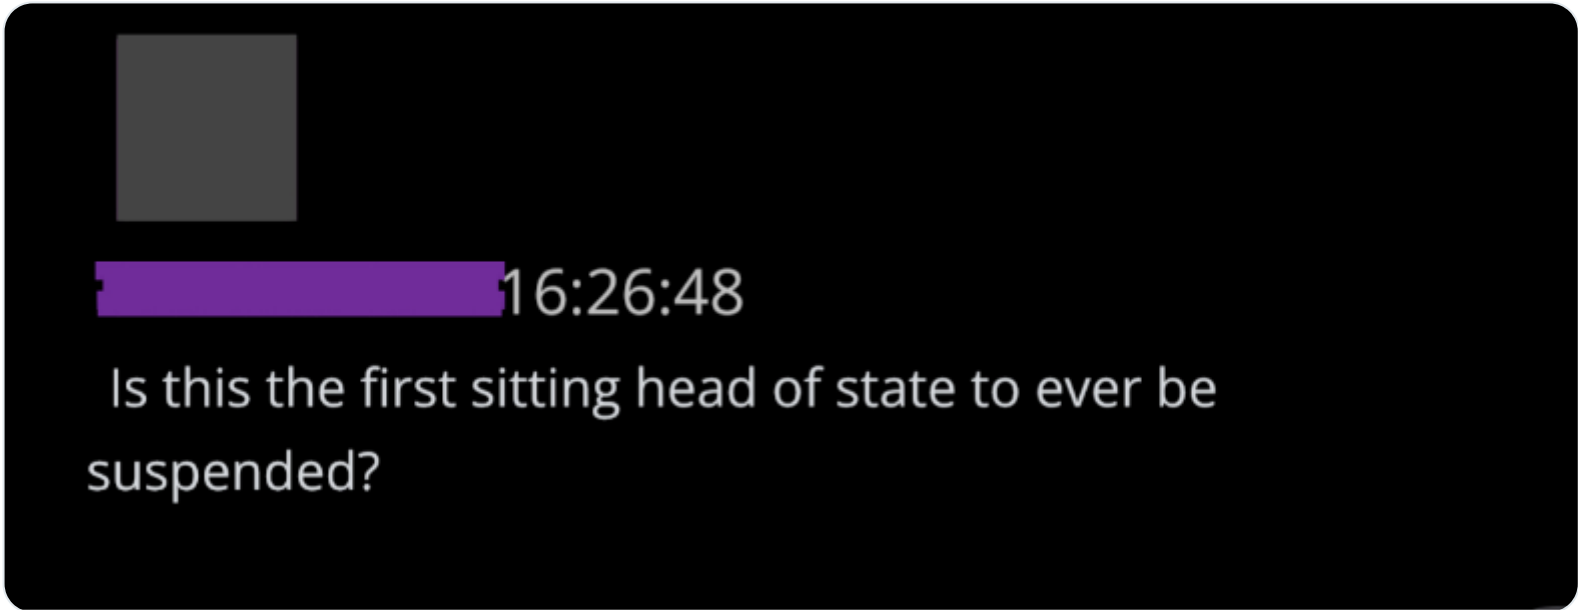 16:26:48
Is this the first sitting head of state to ever be
suspended?